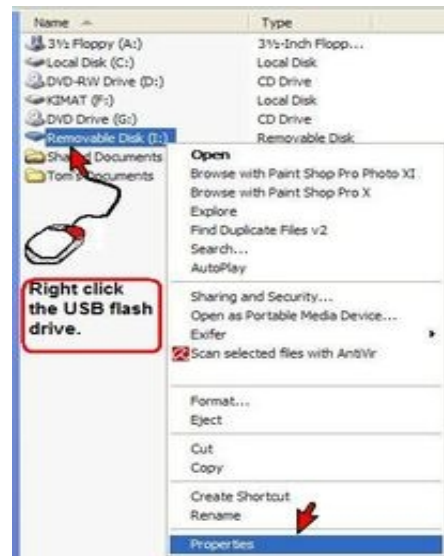 Name Type
3½ Floppy (A:) 3½-Inch Flopp...
Local Disk (C:) Local Disk
DVD-RW Drive (D:) CD Drive
KIMAT (F:) Local Disk
DVD Drive (G:) CD Drive
Removable Disk (I:) Removable Disk
Shared Documents
Tom's Documents
Open
Browse with Paint Shop Pro Photo XI
Browse with Paint Shop Pro X
Explore
Find Duplicate Files v2
Search...
AutoPlay
Right click
the USB flash
drive.
Sharing and Security...
Open as Portable Media Device...
Exifer
Scan selected files with AntiVir
Format...
Eject
Cut
Copy
Create Shortcut
Rename
Properties